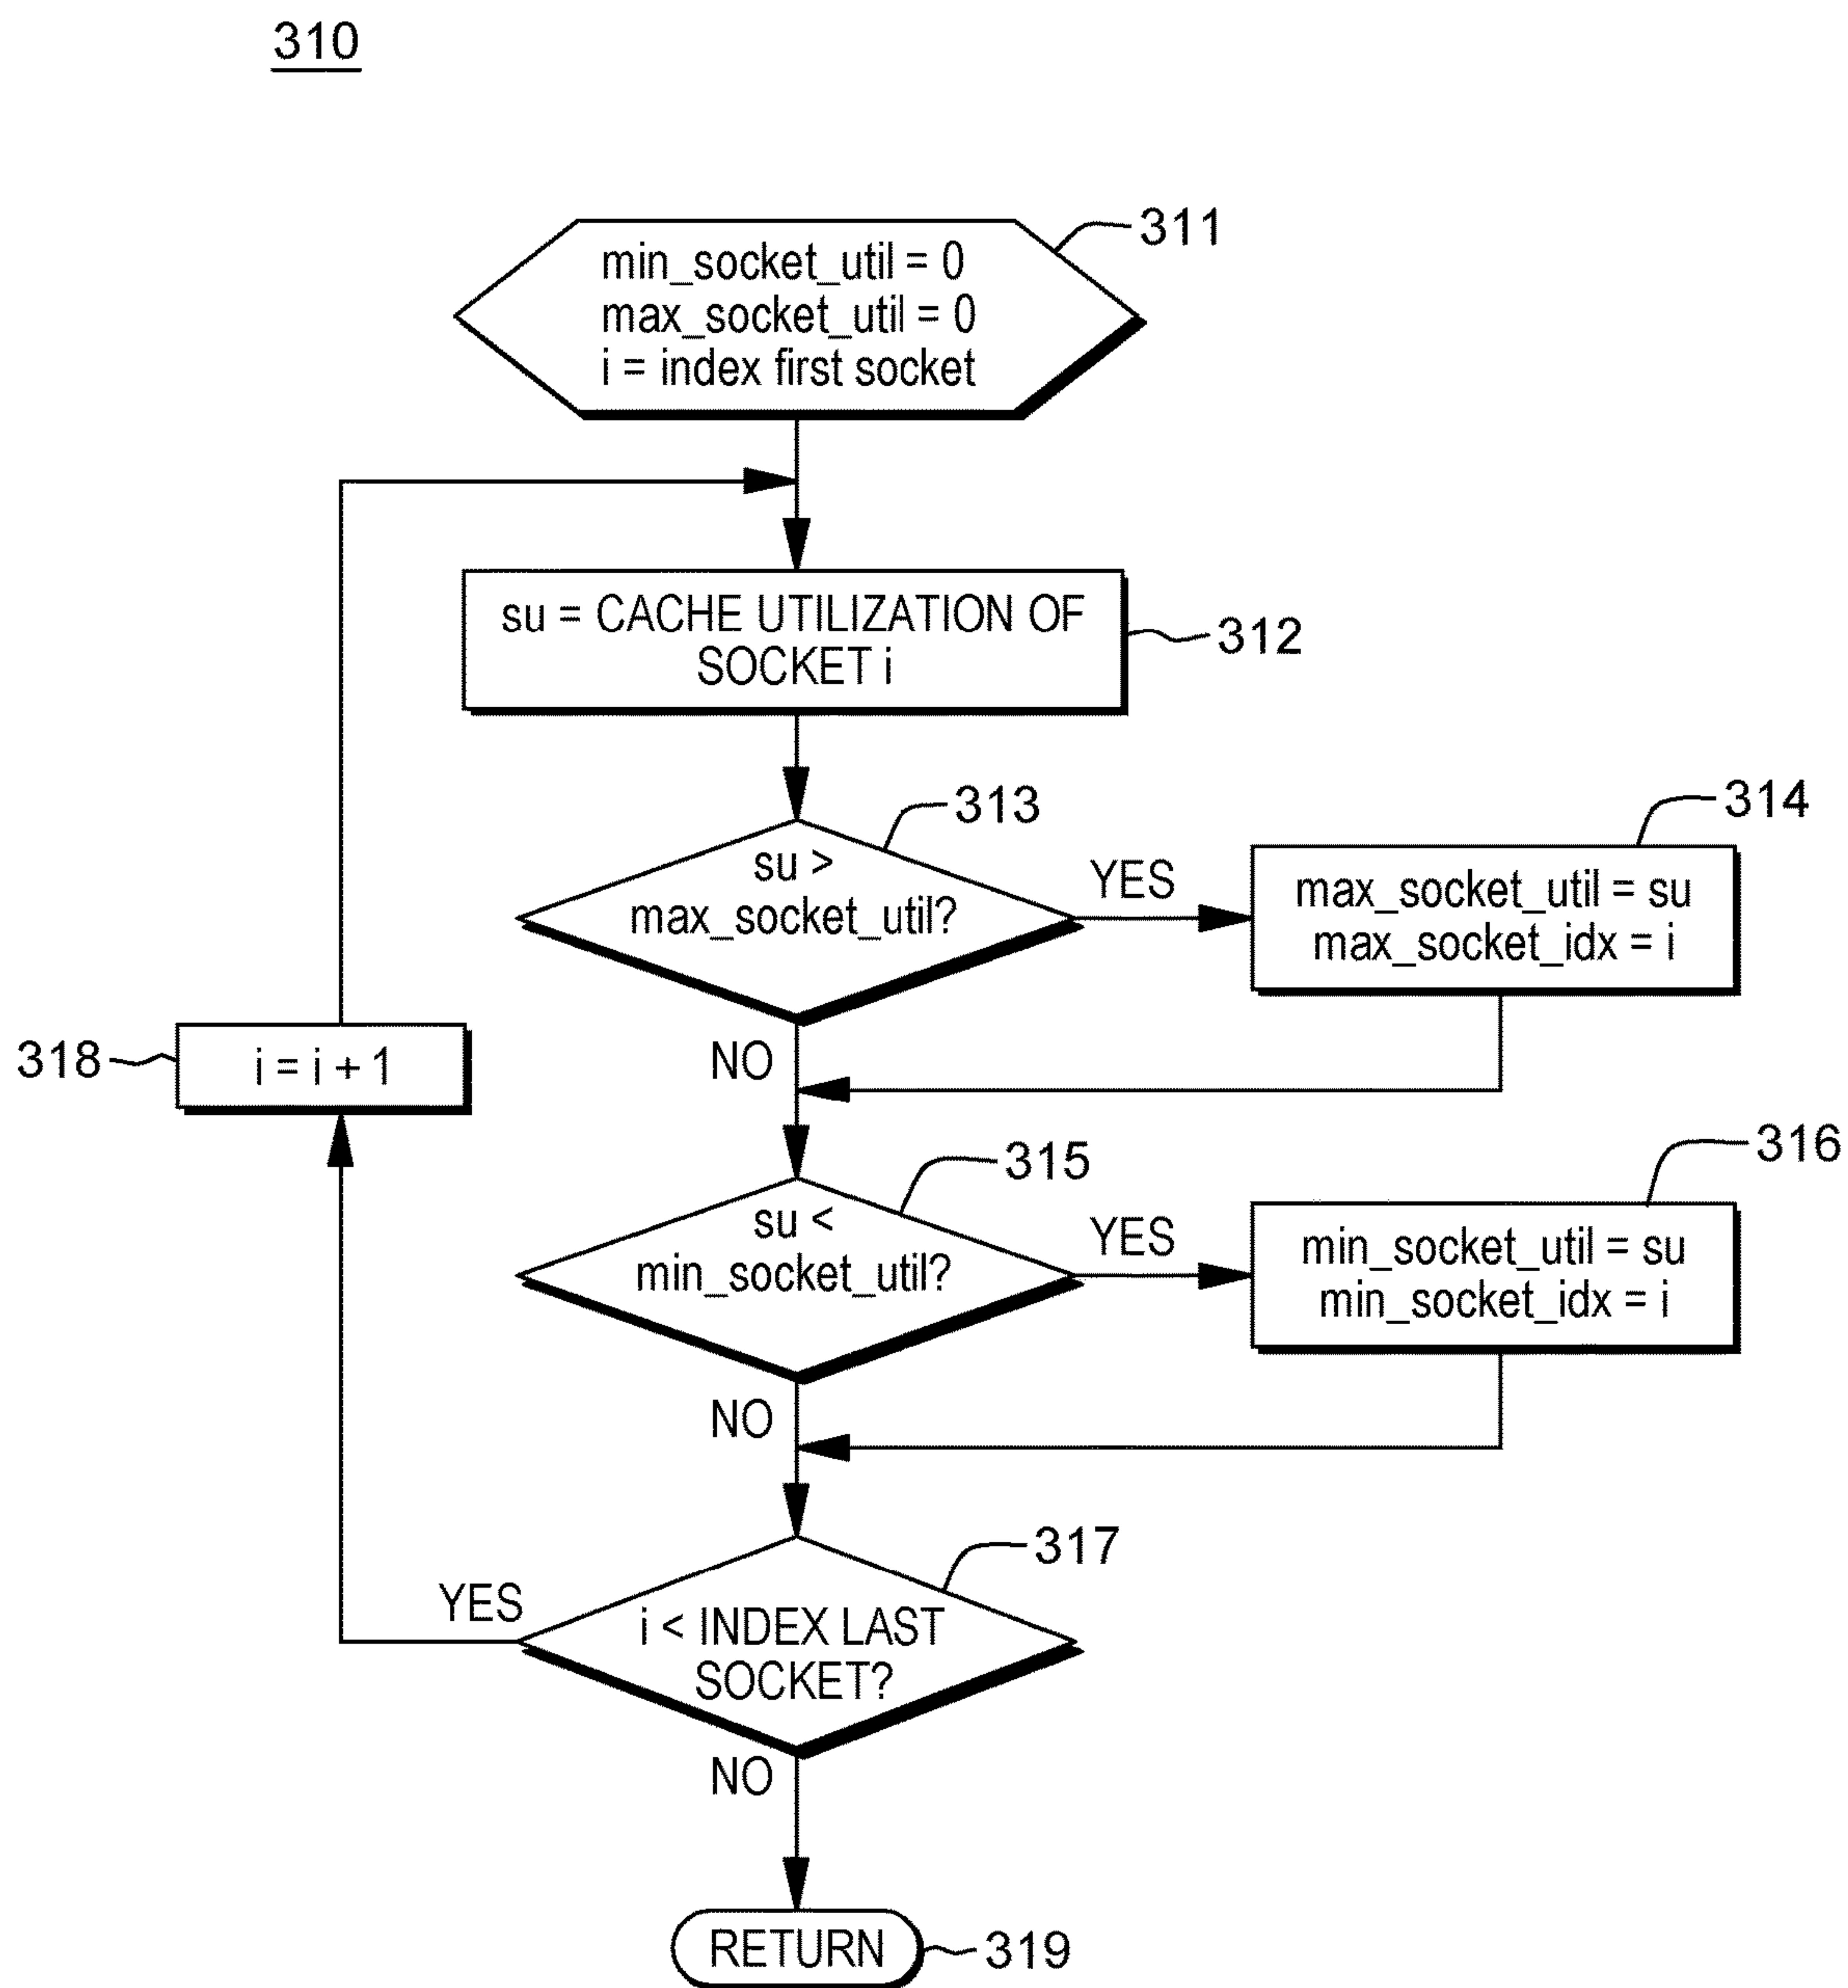 310
min_socket_util = 0
max_socket_util = 0
i = index first socket
311
su = CACHE UTILIZATION OF
SOCKET i
312
313
su >
max_socket_util?
YES
314
max_socket_util = su
max_socket_idx = i
318
i = i + 1
NO
315
su <
min_socket_util?
YES
316
min_socket_util = su
min_socket_idx = i
NO
317
YES
i < INDEX LAST
SOCKET?
NO
RETURN
319